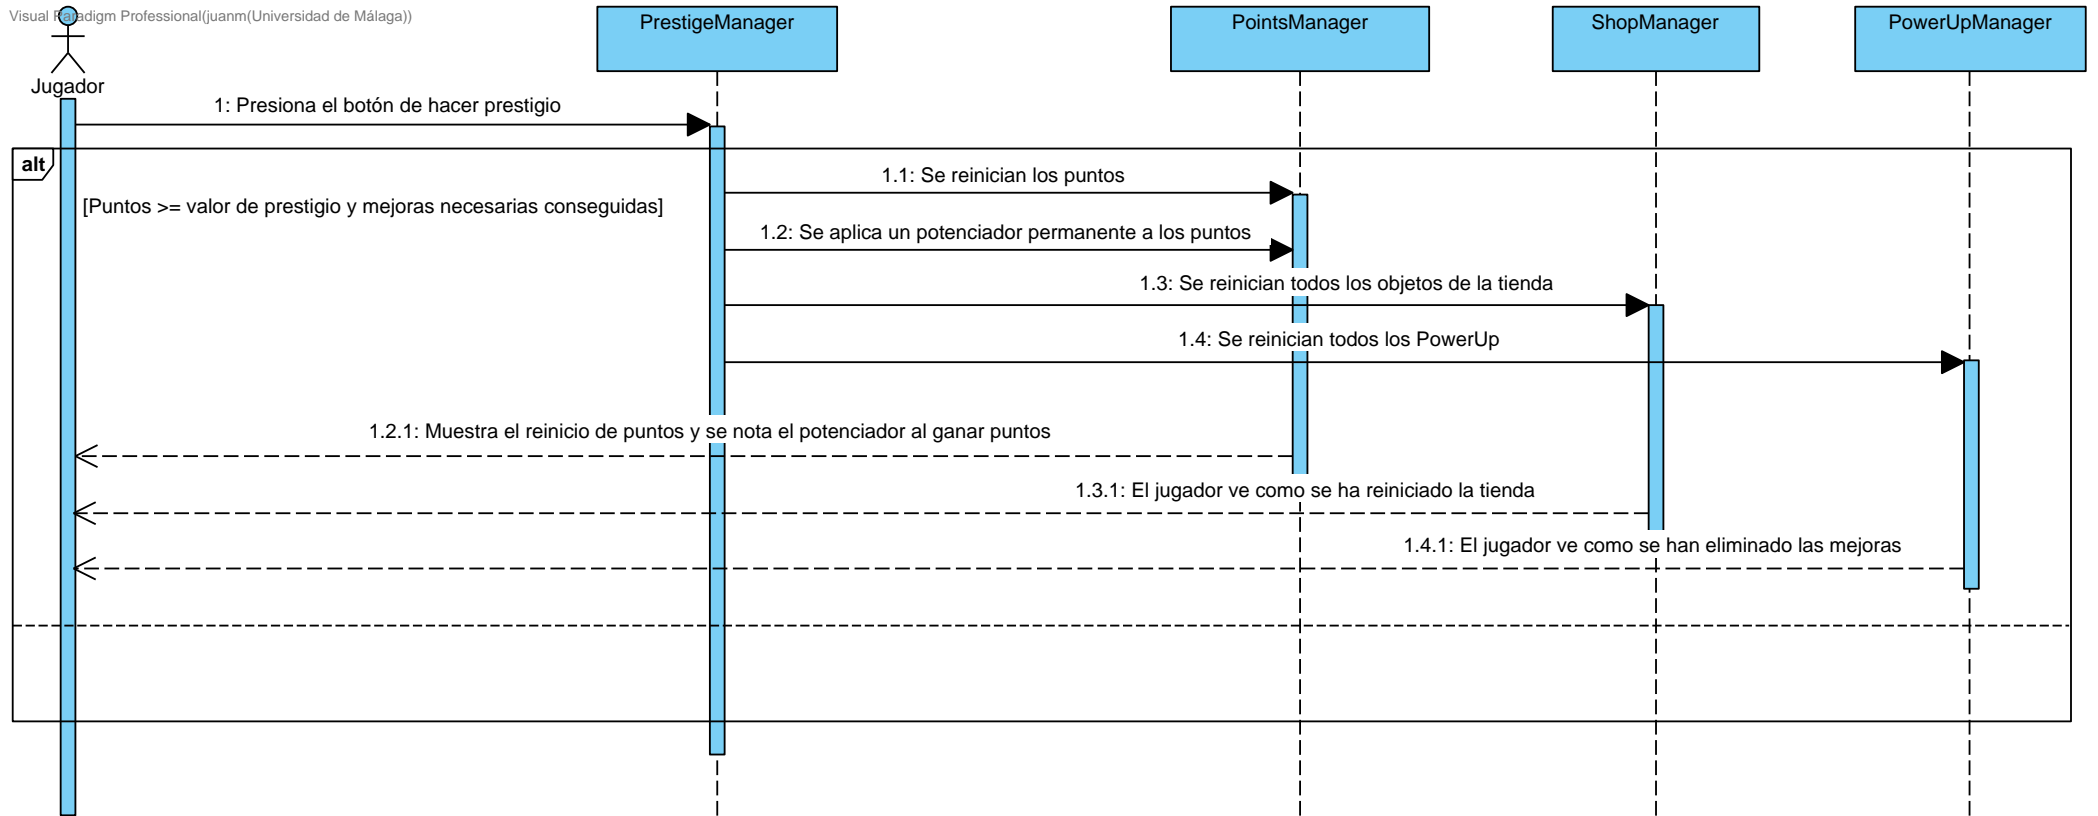 Visual Paradigm Professional(juanm(Universidad de Málaga))
Jugador
PrestigeManager
PointsManager
ShopManager
PowerUpManager
1: Presiona el botón de hacer prestigio
alt
1.1: Se reinician los puntos
[Puntos >= valor de prestigio y mejoras necesarias conseguidas]
1.2: Se aplica un potenciador permanente a los puntos
1.3: Se reinician todos los objetos de la tienda
1.4: Se reinician todos los PowerUp
1.2.1: Muestra el reinicio de puntos y se nota el potenciador al ganar puntos
1.3.1: El jugador ve como se ha reiniciado la tienda
1.4.1: El jugador ve como se han eliminado las mejoras